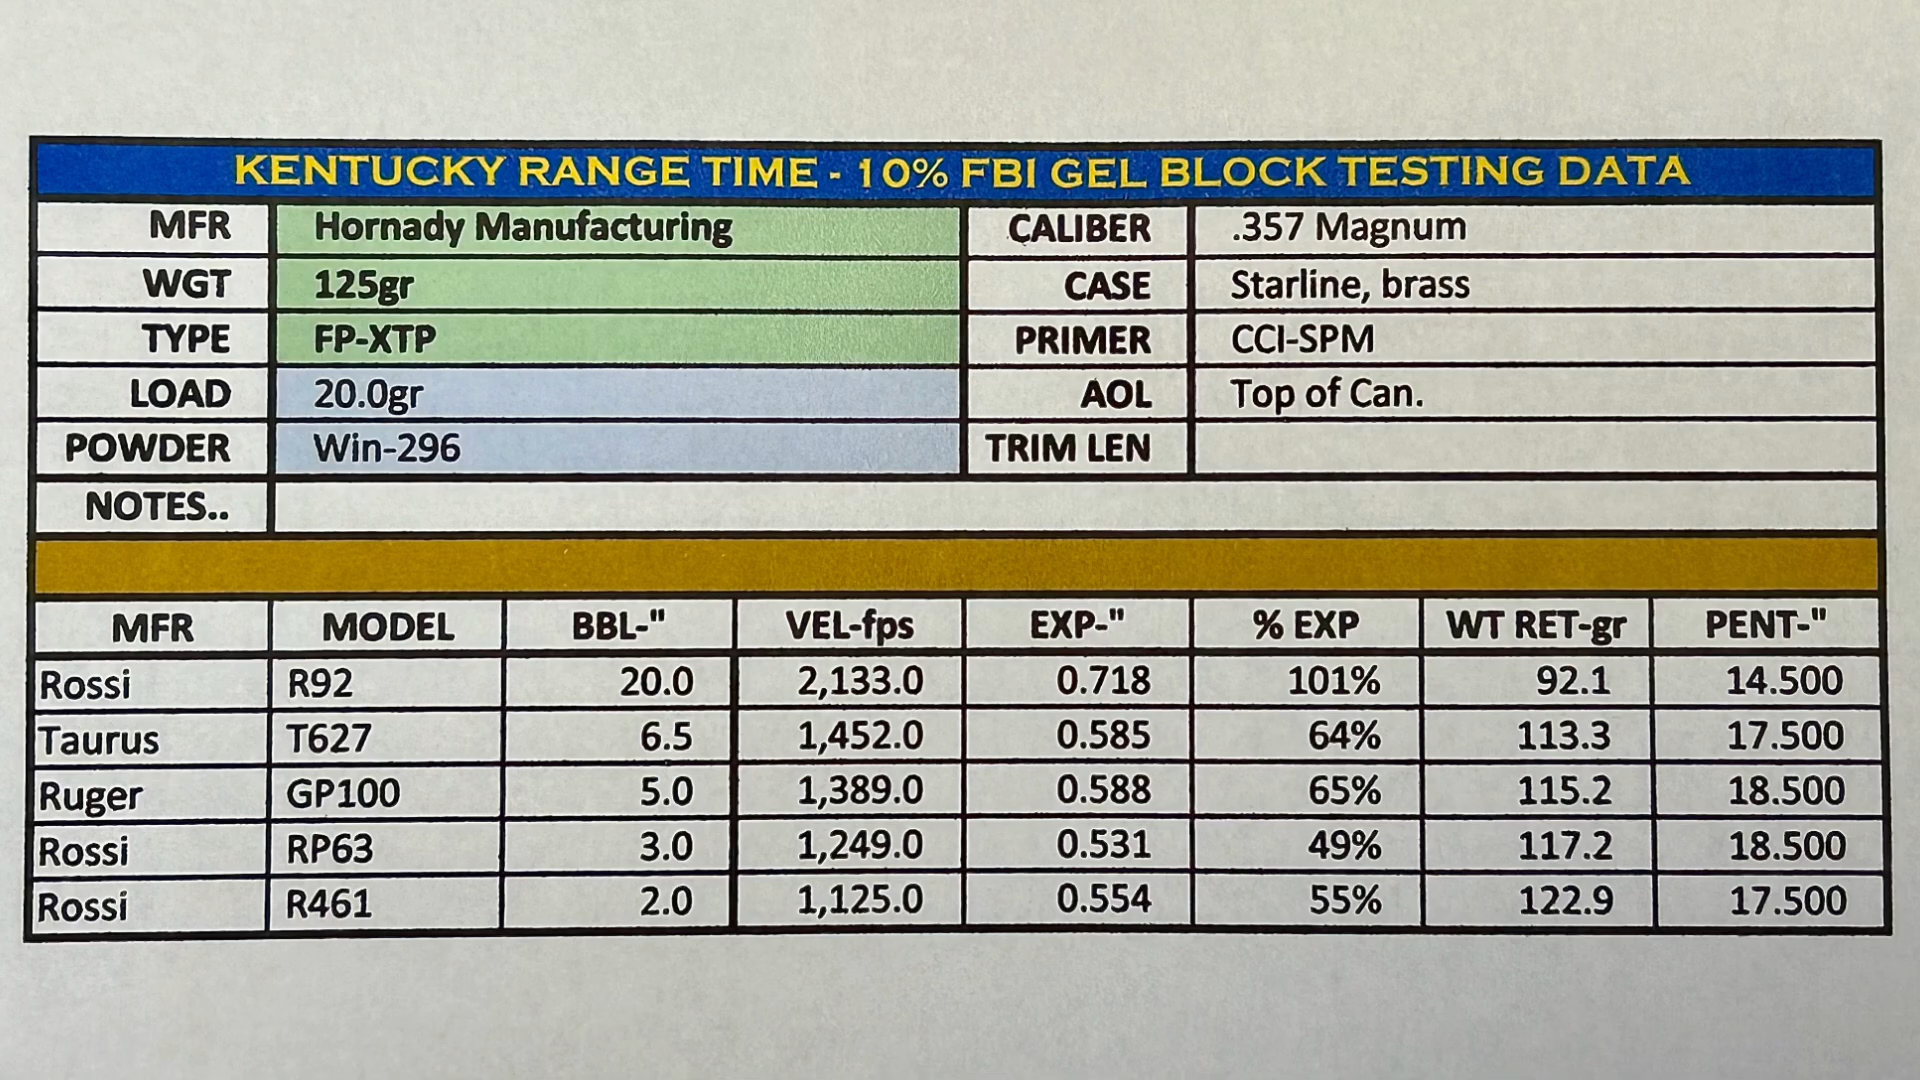 KENTUCKY RANGE TIME - 10% FBI GEL BLOCK TESTING DATA
MFR Hornady Manufacturing CALIBER .357 Magnum
WGT 125gr CASE Starline, brass
TYPE FP-XTP PRIMER CCI-SPM
LOAD 20.0gr AOL Top of Can.
POWDER Win-296 TRIM LEN
NOTES..
MFR MODEL BBL-" VEL-fps EXP-" % EXP WT RET-gr PENT-"
Rossi R92 20.0 2,133.0 0.718 101% 92.1 14.500
Taurus T627 6.5 1,452.0 0.585 64% 113.3 17.500
Ruger GP100 5.0 1,389.0 0.588 65% 115.2 18.500
Rossi RP63 3.0 1,249.0 0.531 49% 117.2 18.500
Rossi R461 2.0 1,125.0 0.554 55% 122.9 17.500